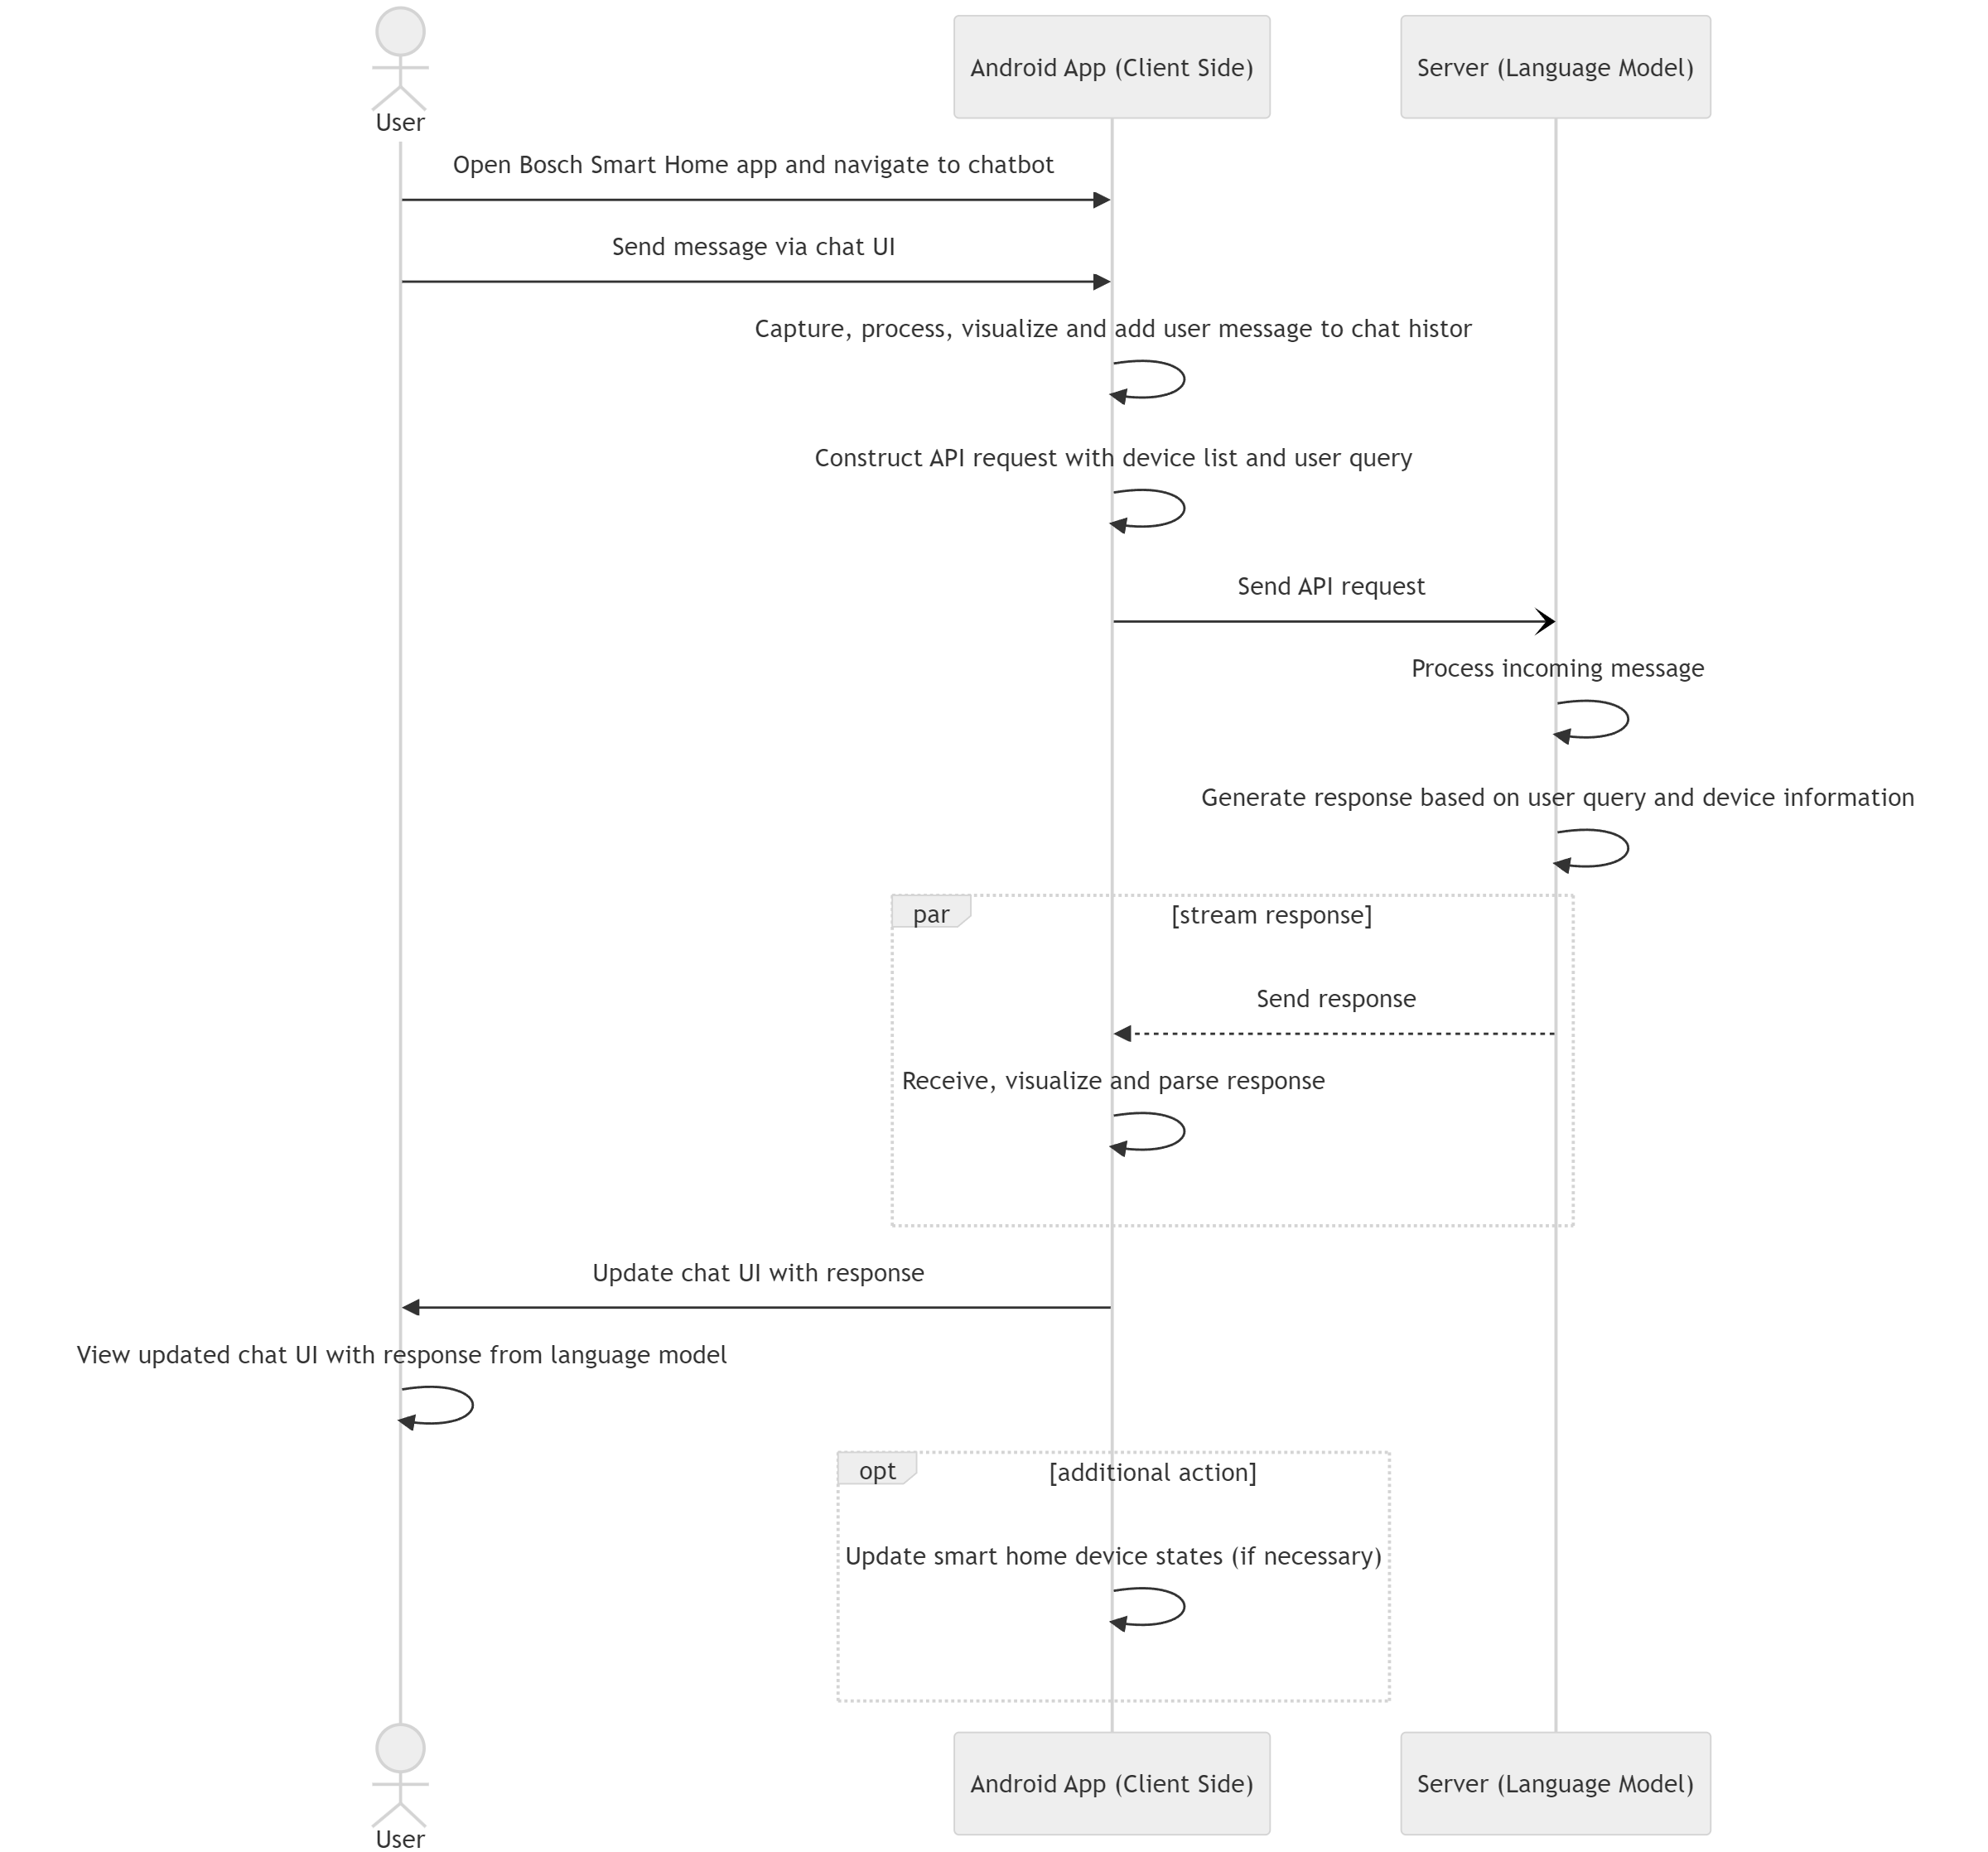 Android App (Client Side)
Server (Language Model)
User
Open Bosch Smart Home app and navigate to chatbot
Send message via chat UI
Capture, process, visualize and add user message to chat histor
Construct API request with device list and user query
Send API request
Process incoming message
Generate response based on user query and device information
par
[stream response]
Send response
Receive, visualize and parse response
Update chat UI with response
View updated chat UI with response from language model
opt
[additional action]
Update smart home device states (if necessary)
Android App (Client Side)
Server (Language Model)
User